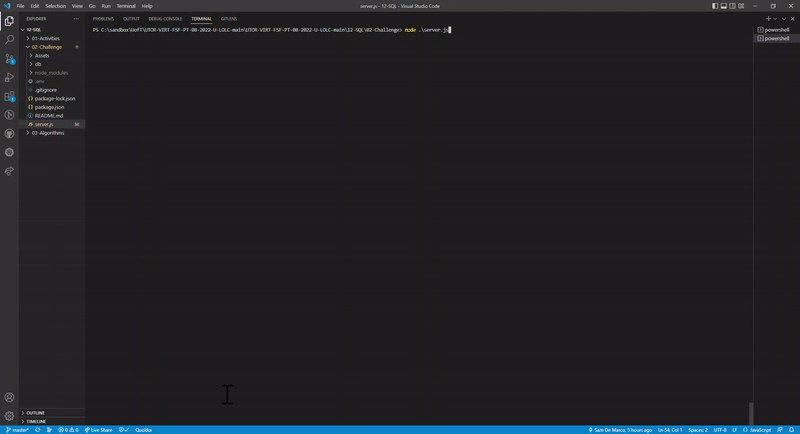 File Edit Selection View Go Run Terminal Help
server.js - 12-SQL - Visual Studio Code
EXPLORER
PROBLEMS OUTPUT DEBUG CONSOLE TERMINAL GITLENS
12-SQL
01-Activities
02-Challenge
Assets
db
node_modules
.env
.gitignore
package-lock.json
package.json
README.md
server.js M
03-Algorithms
PS C:\sandbox\UofT\UTOR-VIRT-FSF-PT-08-2022-U-LOLC-main\UTOR-VIRT-FSF-PT-08-2022-U-LOLC-main\12-SQL\02-Challenge> node .\server.js
powershell
powershell
OUTLINE
TIMELINE
master* 0 0 Live Share Quokka
Sam De Marco, 5 hours ago Ln 54, Col 1 Spaces: 2 UTF-8 LF JavaScript